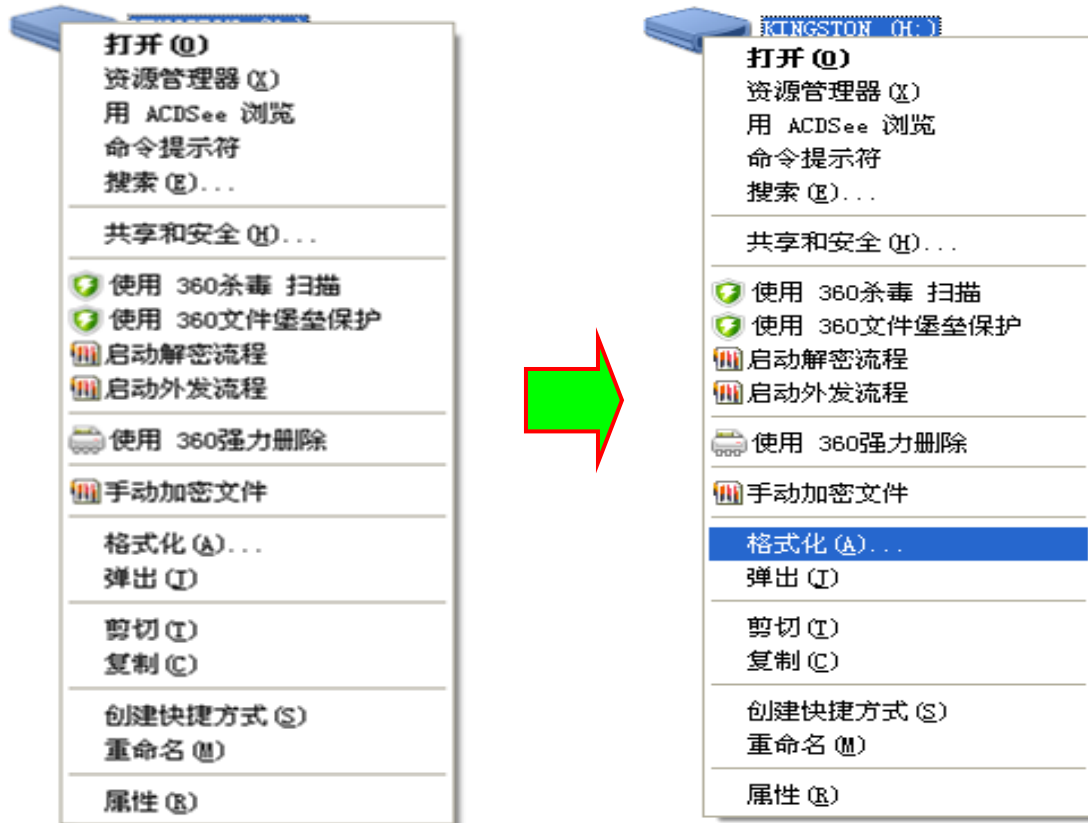 打开(O)
资源管理器(X)
用 ACDSee 浏览
命令提示符
搜索(E)...
共享和安全(H)...
使用 360杀毒 扫描
使用 360文件堡垒保护
启动解密流程
启动外发流程
使用 360强力删除
手动加密文件
格式化(A)...
弹出(J)
剪切(T)
复制(C)
创建快捷方式(S)
重命名(M)
属性(R)
KINGSTON (H:)
打开(O)
资源管理器(X)
用 ACDSee 浏览
命令提示符
搜索(E)...
共享和安全(H)...
使用 360杀毒 扫描
使用 360文件堡垒保护
启动解密流程
启动外发流程
使用 360强力删除
手动加密文件
格式化(A)...
弹出(J)
剪切(T)
复制(C)
创建快捷方式(S)
重命名(M)
属性(R)